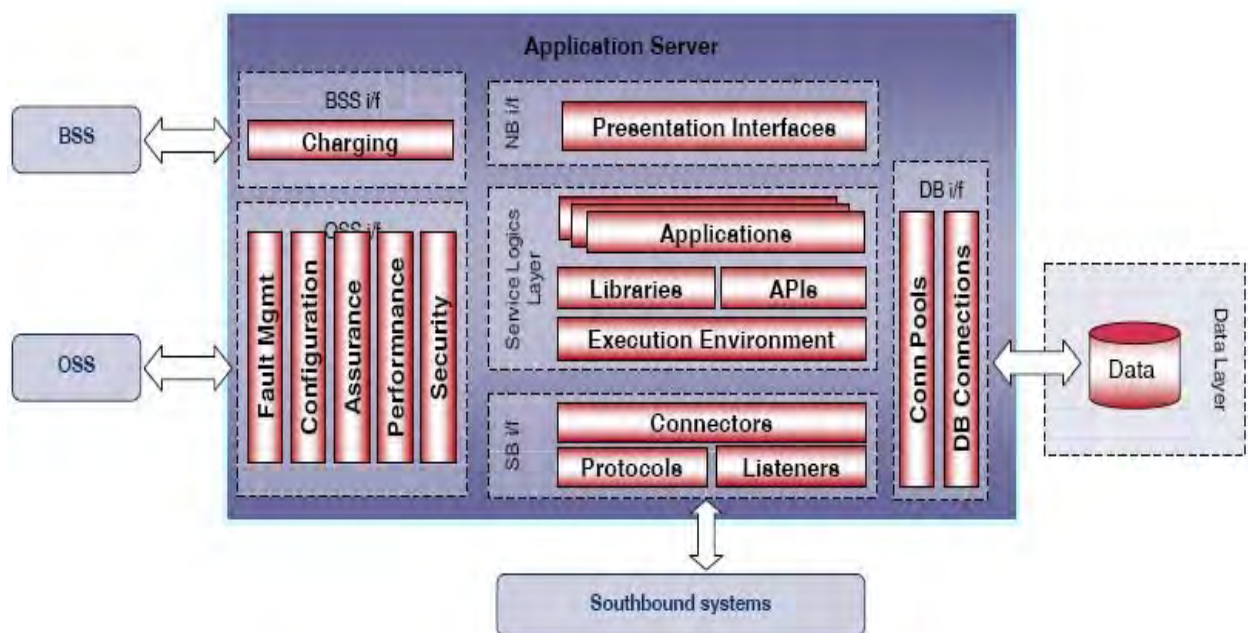 Application Server
BSS i/f
Charging
NB i/f
Presentation Interfaces
BSS
OSS i/f
Fault Mgmt
Configuration
Assurance
Performance
Security
OSS
Service Logics
Layer
Applications
Libraries
APIs
Execution Environment
DB i/f
Conn Pools
DB Connections
Data
Data Layer
SB i/f
Connectors
Protocols
Listeners
Southbound systems